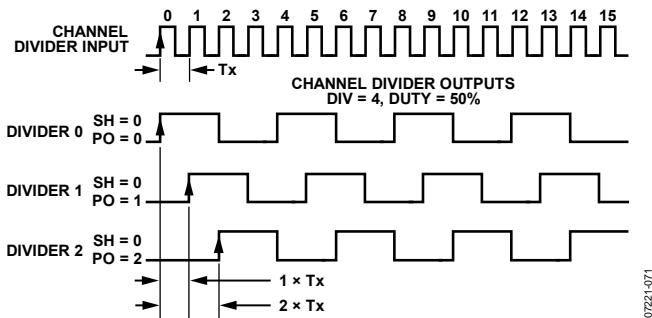 0 1 2 3 4 5 6 7 8 9 10 11 12 13 14 15
CHANNEL
DIVIDER INPUT
Tx
CHANNEL DIVIDER OUTPUTS
DIV = 4, DUTY = 50%
DIVIDER 0
SH = 0
PO = 0
DIVIDER 1
SH = 0
PO = 1
DIVIDER 2
SH = 0
PO = 2
1 × Tx
2 × Tx
07221-071